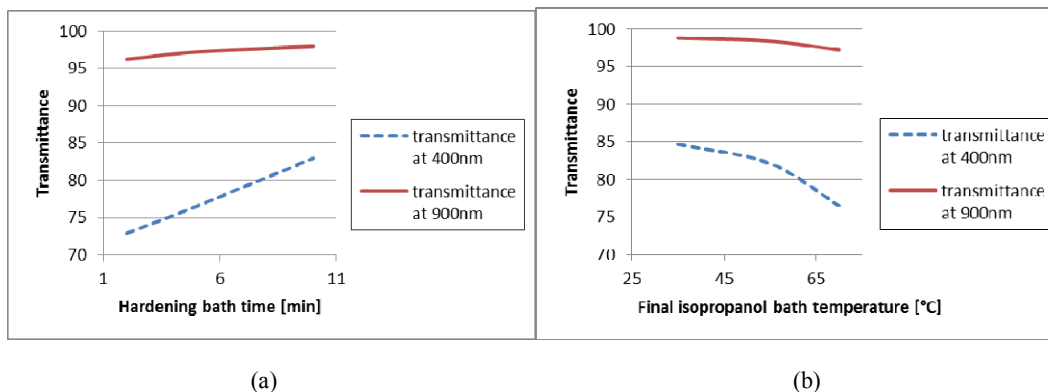 100
95
90
85
80
75
70
1 6 11
Transmittance
Hardening bath time [min]
transmittance
at 400nm
transmittance
at 900nm
(a)
100
95
90
85
80
75
70
25 45 65
Transmittance
Final isopropanol bath temperature [°C]
transmittance
at 400nm
transmittance
at 900nm
(b)